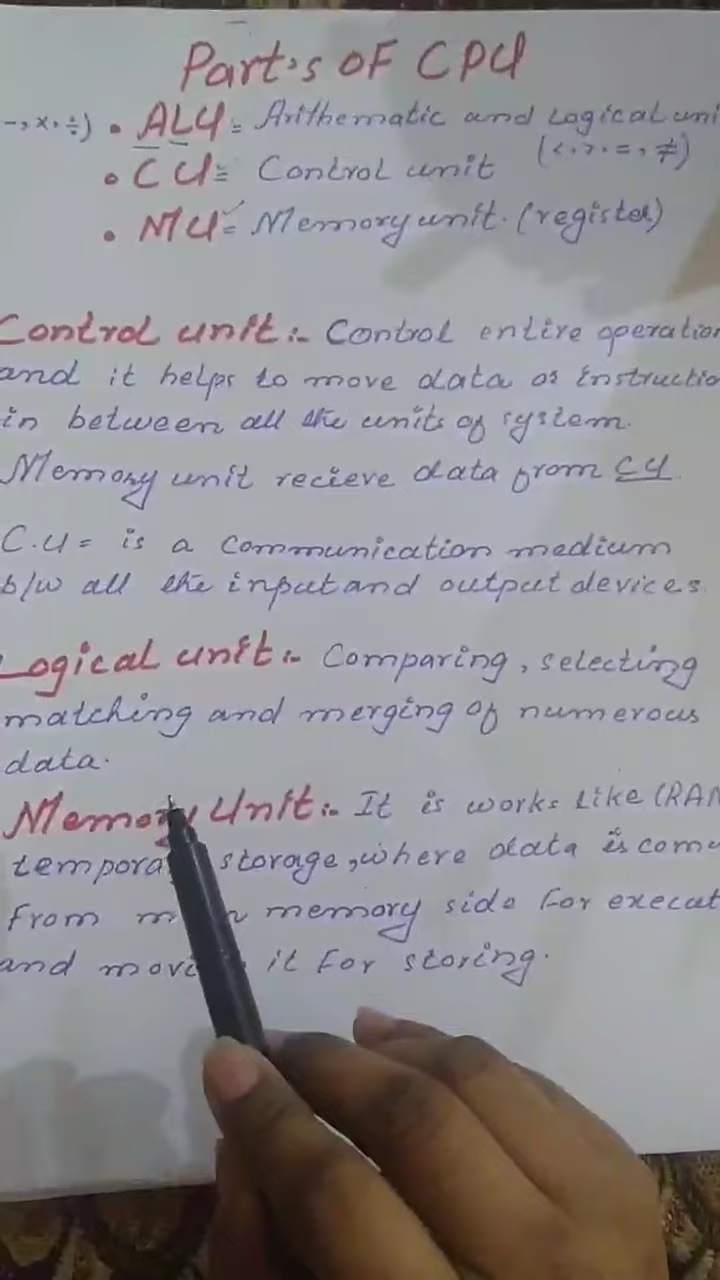 Part's OF CPU
-, x, ÷) • ALU = Arithematic and Logical uni
(<, >, =, ≠)
• CU = Control unit
• MU = Memory unit. (register)
Control unit:- Control entire operation
and it helps to move data or instructio
in between all the units of system.
Memory unit recieve data from CU
C.U = is a communication medium
b/w all the input and output devices.
Logical unit:- Comparing, selecting
matching and merging of numerous
data.
Memory Unit:- It is works like (RAM
tempora storage, where data is com
From memory side for execut
and movi it for storing.